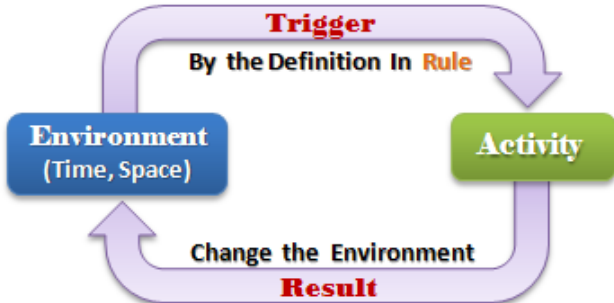 Trigger
By the Definition In Rule
Environment
(Time, Space)
Activity
Change the Environment
Result